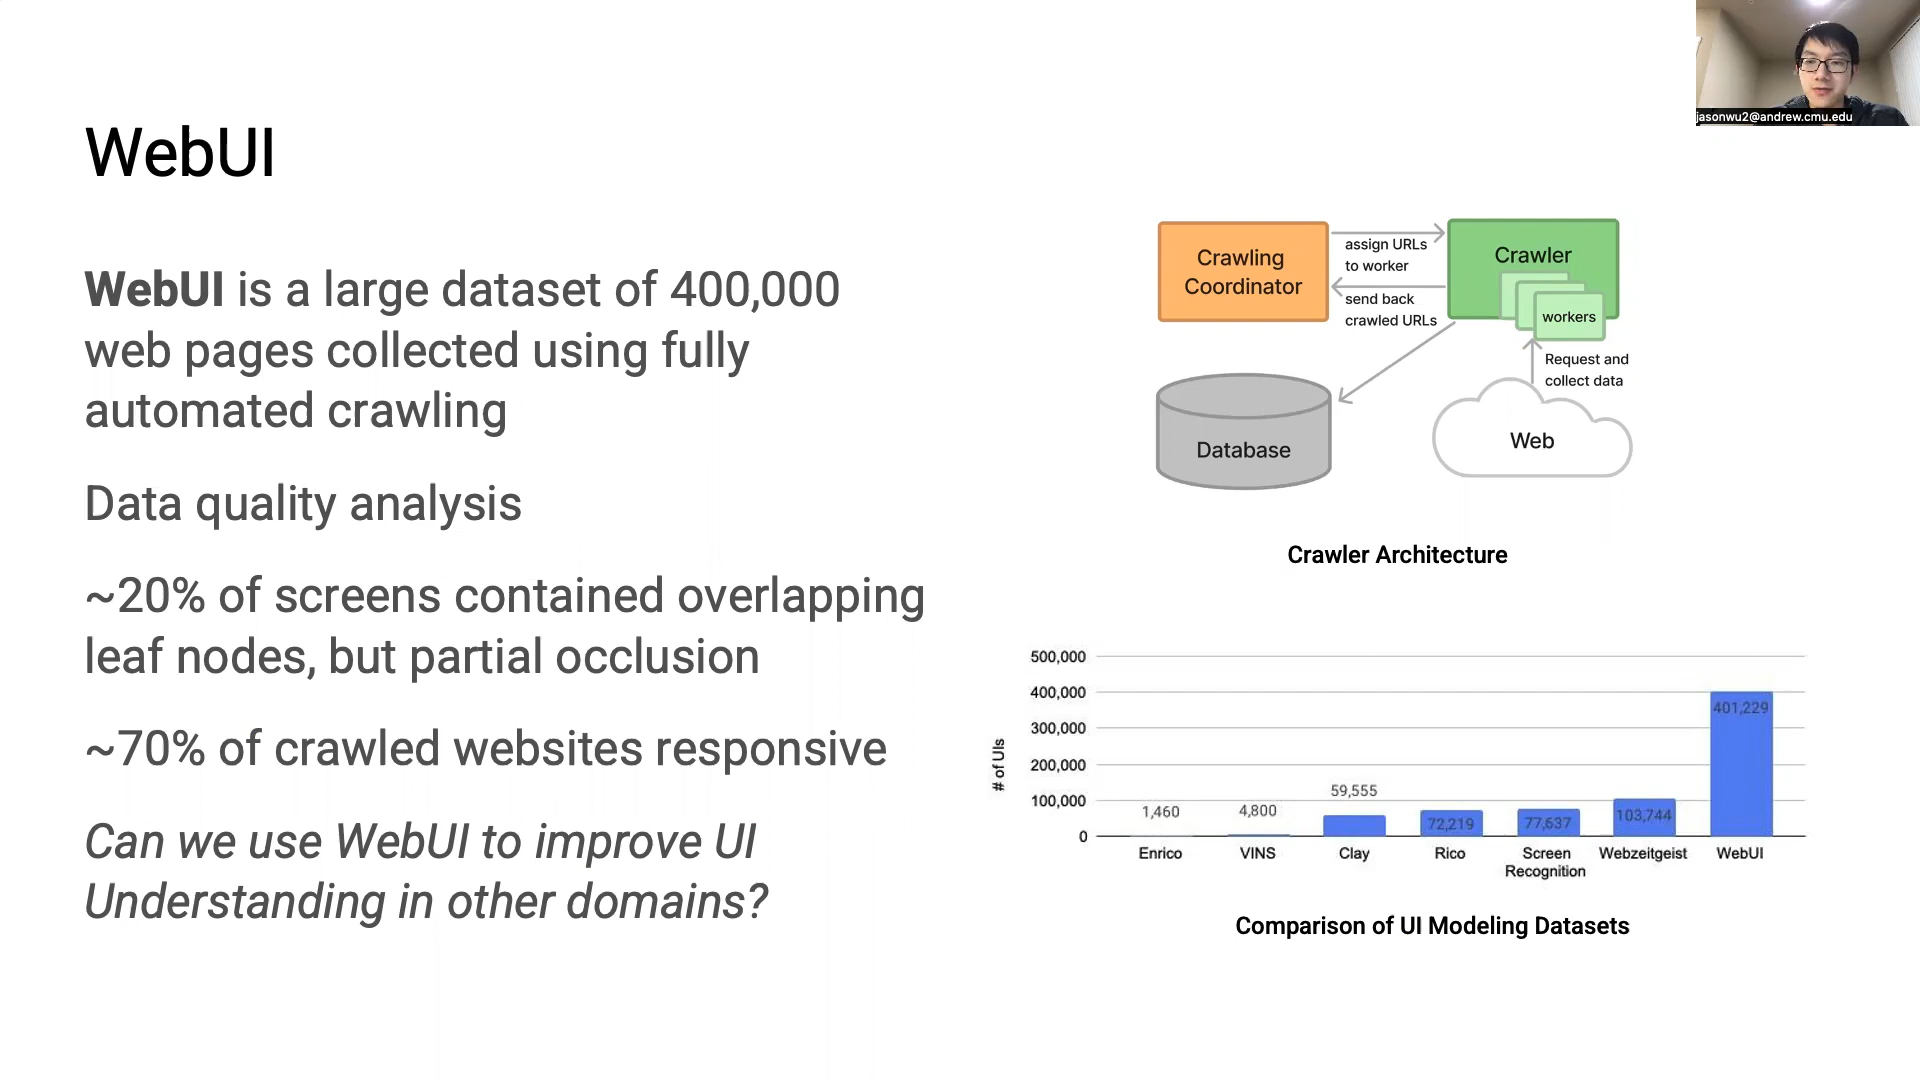 jasonwu2@andrew.cmu.edu
WebUI
WebUI is a large dataset of 400,000
web pages collected using fully
automated crawling
Data quality analysis
~20% of screens contained overlapping
leaf nodes, but partial occlusion
~70% of crawled websites responsive
Can we use WebUI to improve UI
Understanding in other domains?
Crawling
Coordinator
assign URLs
to worker
send back
crawled URLs
Crawler
workers
Request and
collect data
Database
Web
Crawler Architecture
# of UIs
500,000
400,000
300,000
200,000
100,000
0
1,460
4,800
59,555
72,219
77,637
103,744
401,229
Enrico
VINS
Clay
Rico
Screen
Recognition
Webzeitgeist
WebUI
Comparison of UI Modeling Datasets